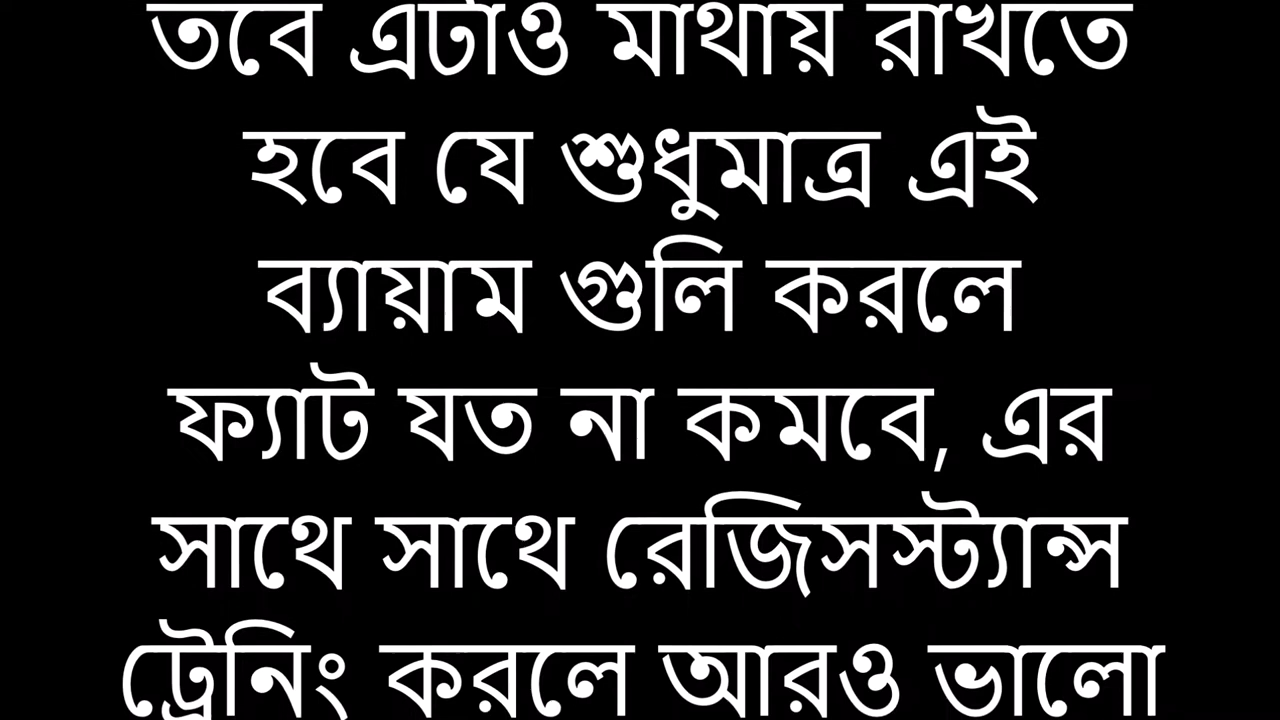 তবে এটাও মাথায় রাখতে
হবে যে শুধুমাত্র এই
ব্যায়াম গুলি করলে
ফ্যাট যত না কমবে, এর
সাথে সাথে রেজিসস্ট্যান্স
ট্রেনিং করলে আরও ভালো